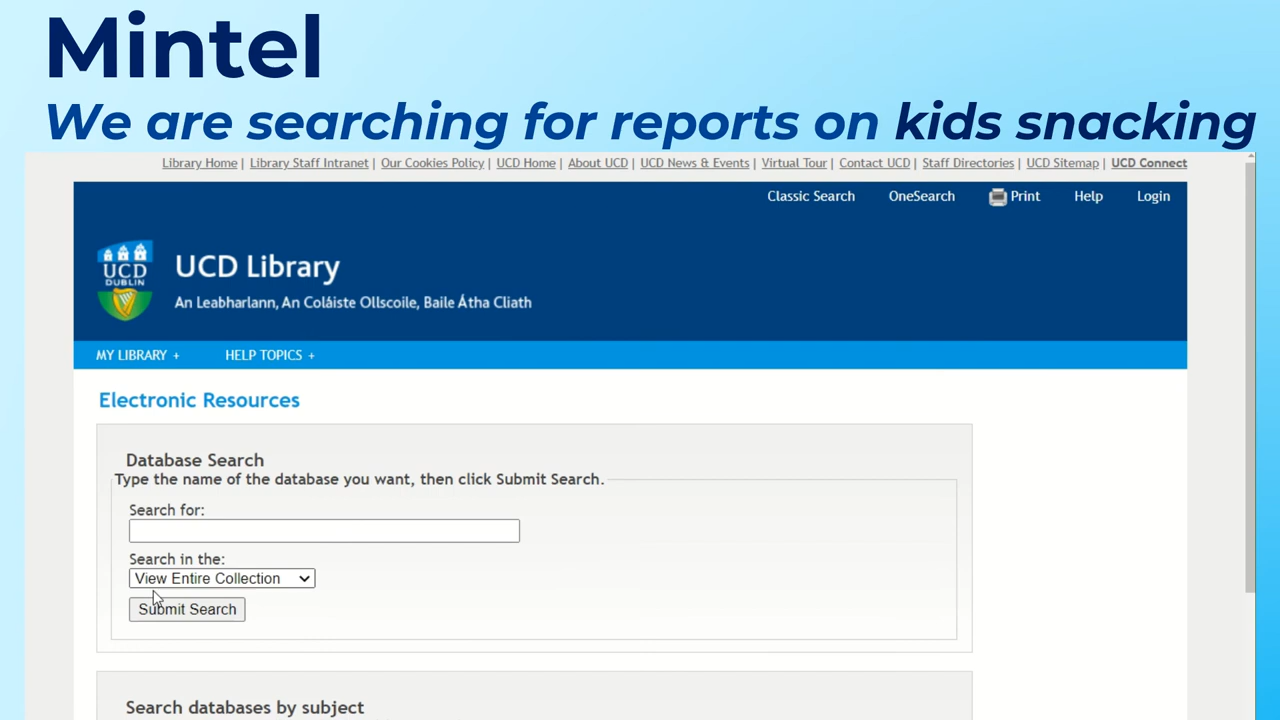 Mintel
We are searching for reports on kids snacking
Library Home | Library Staff Intranet | Our Cookies Policy | UCD Home | About UCD | UCD News & Events | Virtual Tour | Contact UCD | Staff Directories | UCD Sitemap | UCD Connect
Classic Search OneSearch Print Help Login
UCD
DUBLIN
UCD Library
An Leabharlann, An Coláiste Ollscoile, Baile Átha Cliath
MY LIBRARY + HELP TOPICS +
Electronic Resources
Database Search
Type the name of the database you want, then click Submit Search.
Search for:
Search in the:
View Entire Collection
Submit Search
Search databases by subject